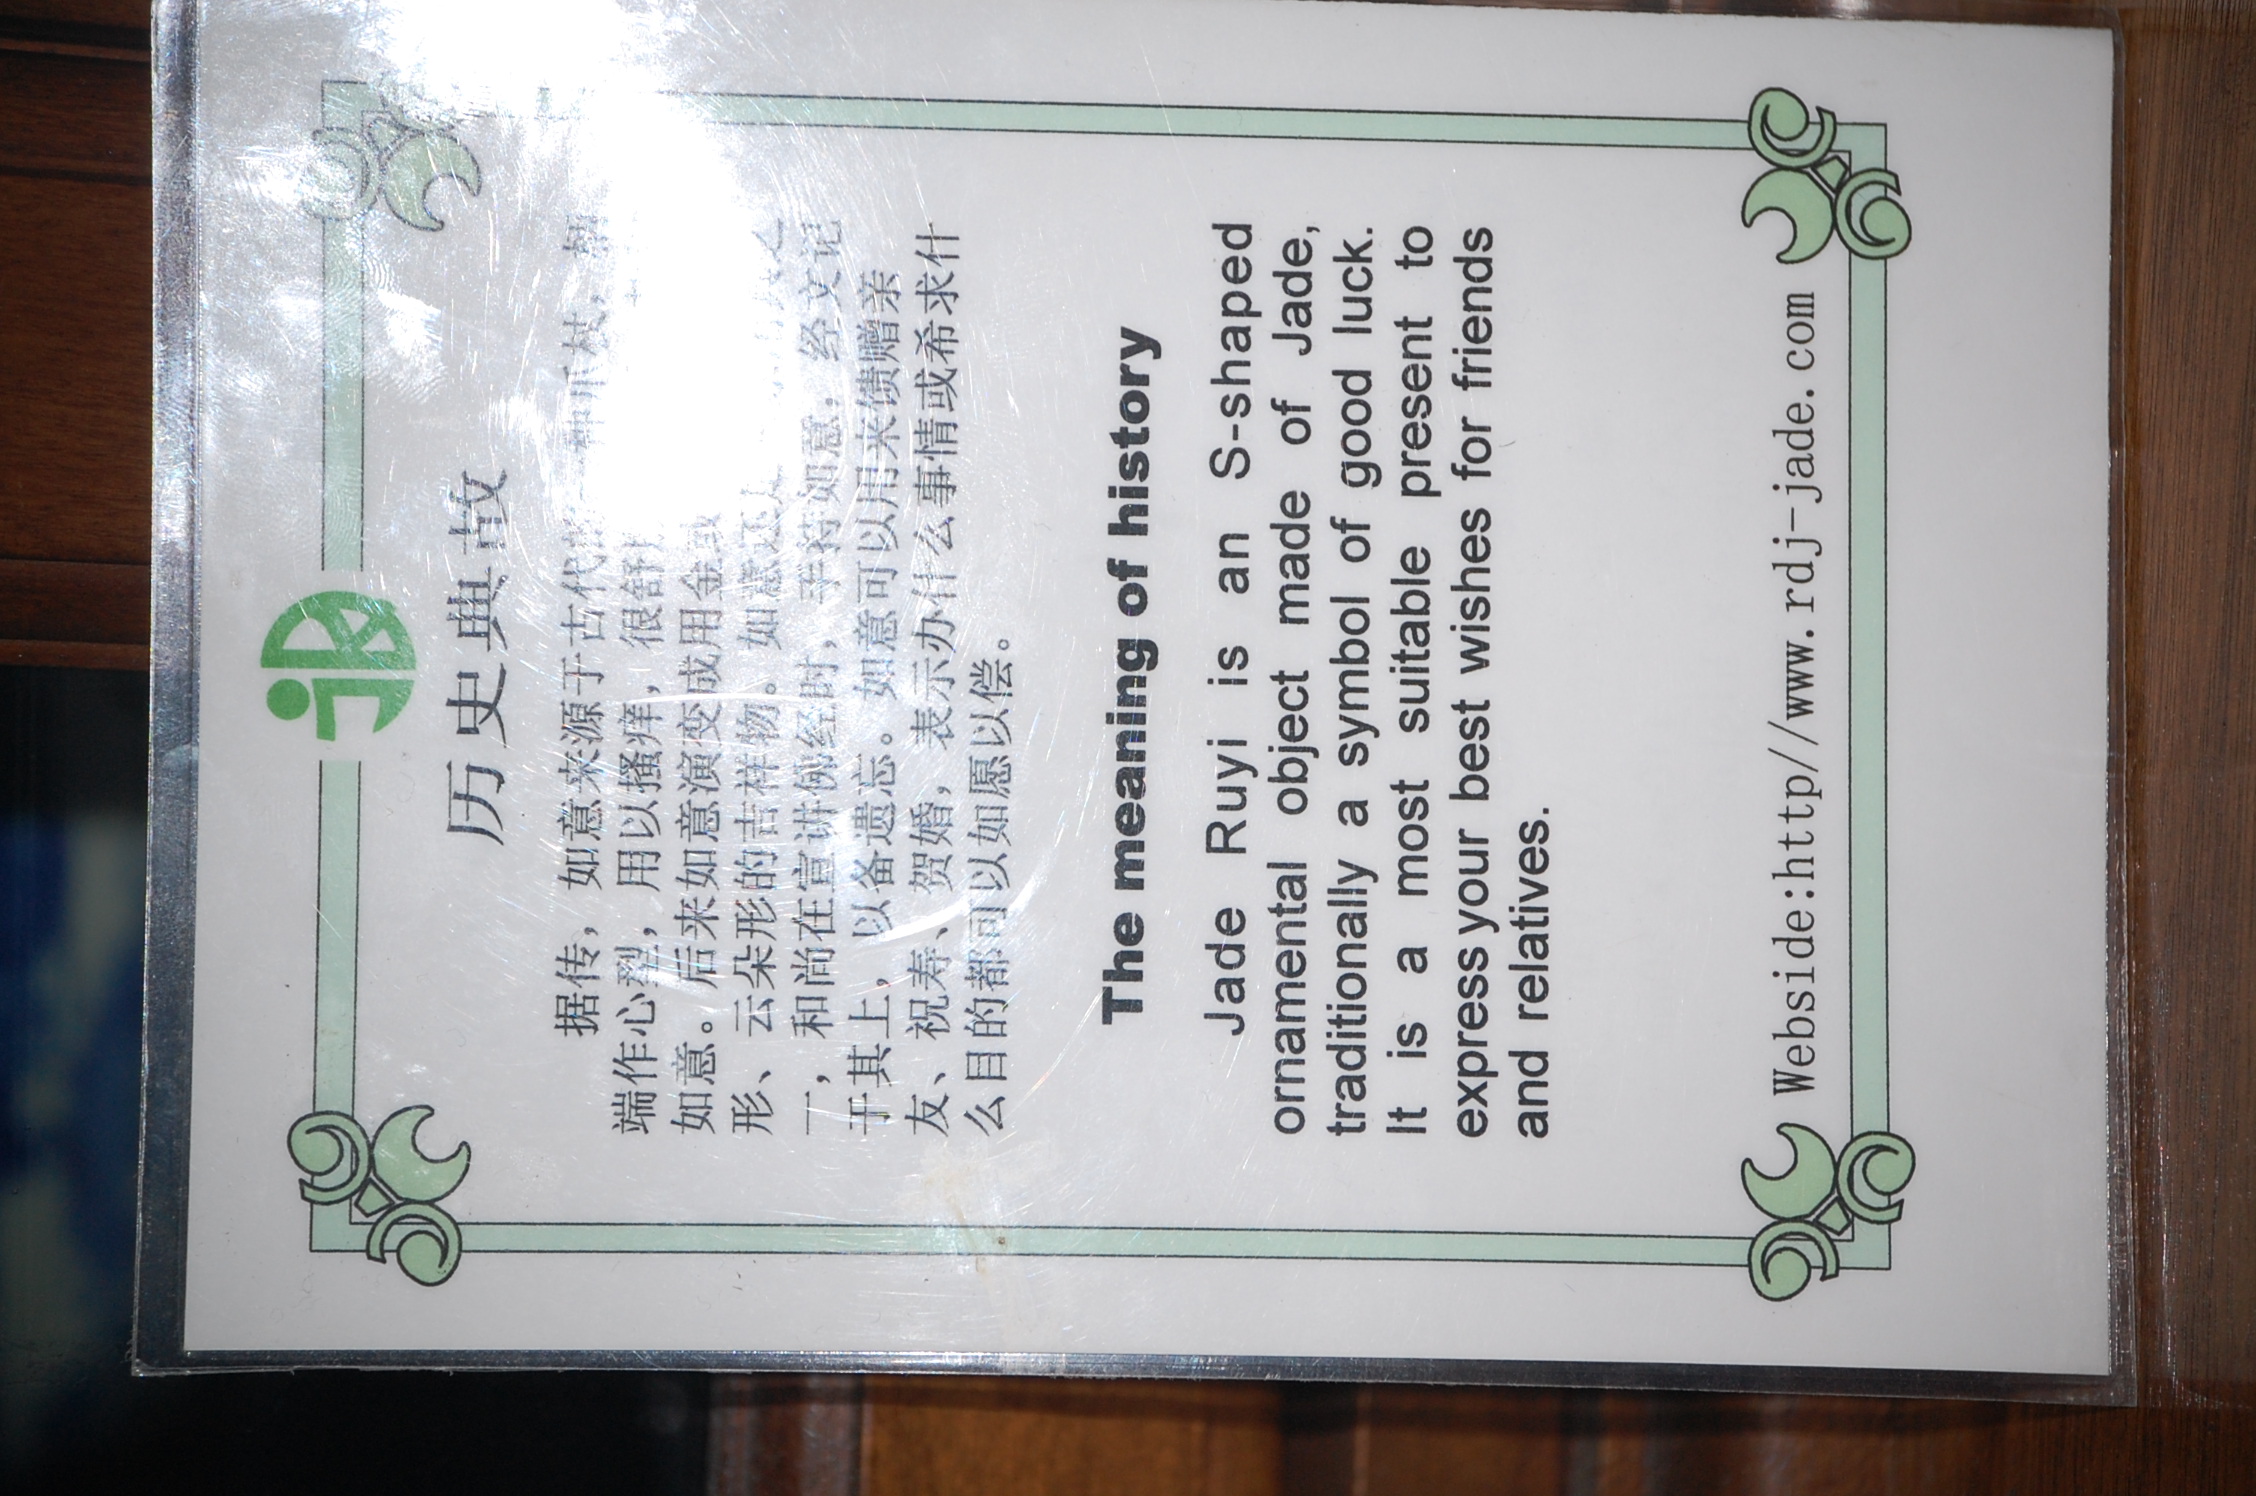 历史典故
据传，如意来源于古代
端作心型，用以搔痒，很舒
如意。后来如意演变成用金或
形、云朵形的吉祥物。如意还
一，和尚在宣讲佛经时，手持如意，经文记
于其上，以备遗忘。如意可以用来馈赠亲
友、祝寿、贺婚，表示办什么事情或希求什
么目的都可以如愿以偿。
The meaning of history
Jade Ruyi is an S-shaped
ornamental object made of Jade,
traditionally a symbol of good luck.
It is a most suitable present to
express your best wishes for friends
and relatives.
Webside:http//www.rdj-jade.com